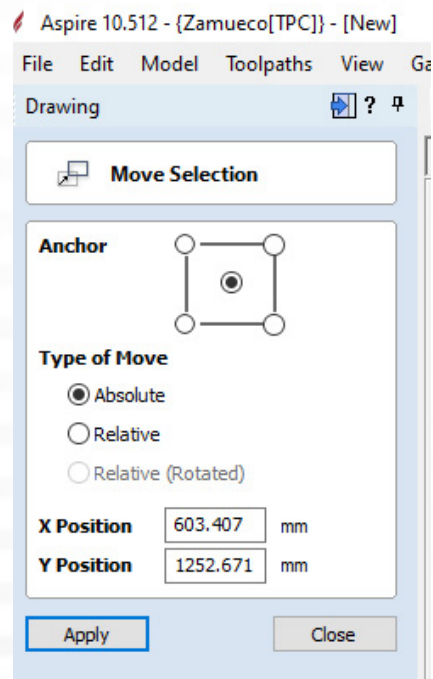 Aspire 10.512 - {Zamueco[TPC]} - [New]
File Edit Model Toolpaths View Ga
Drawing ?
Move Selection
Anchor
Type of Move
Absolute
Relative
Relative (Rotated)
X Position 603.407 mm
Y Position 1252.671 mm
Apply Close